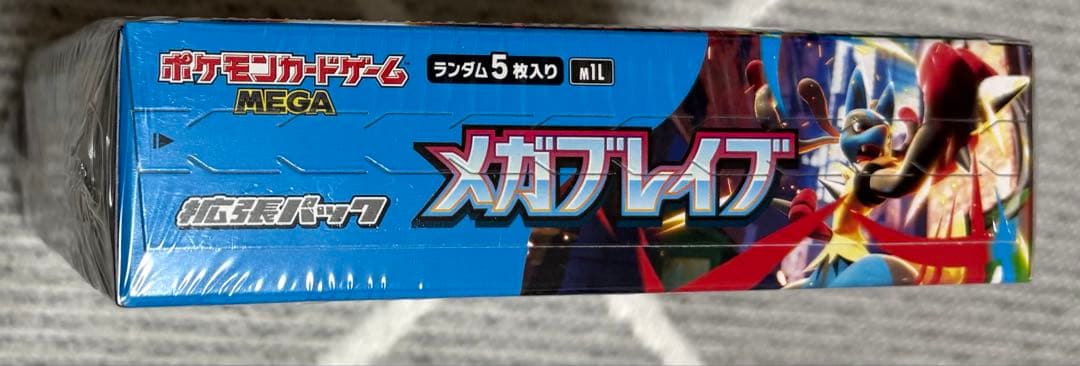 ポケモンカードゲーム
MEGA
ランダム5枚入り
M1L
メガブレイブ
拡張パック